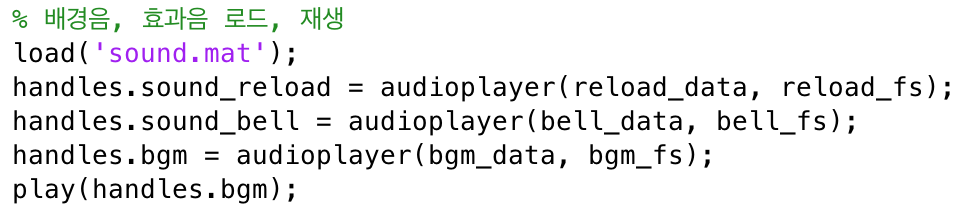 % 배경음, 효과음 로드, 재생
load('sound.mat');
handles.sound_reload = audioplayer(reload_data, reload_fs);
handles.sound_bell = audioplayer(bell_data, bell_fs);
handles.bgm = audioplayer(bgm_data, bgm_fs);
play(handles.bgm);